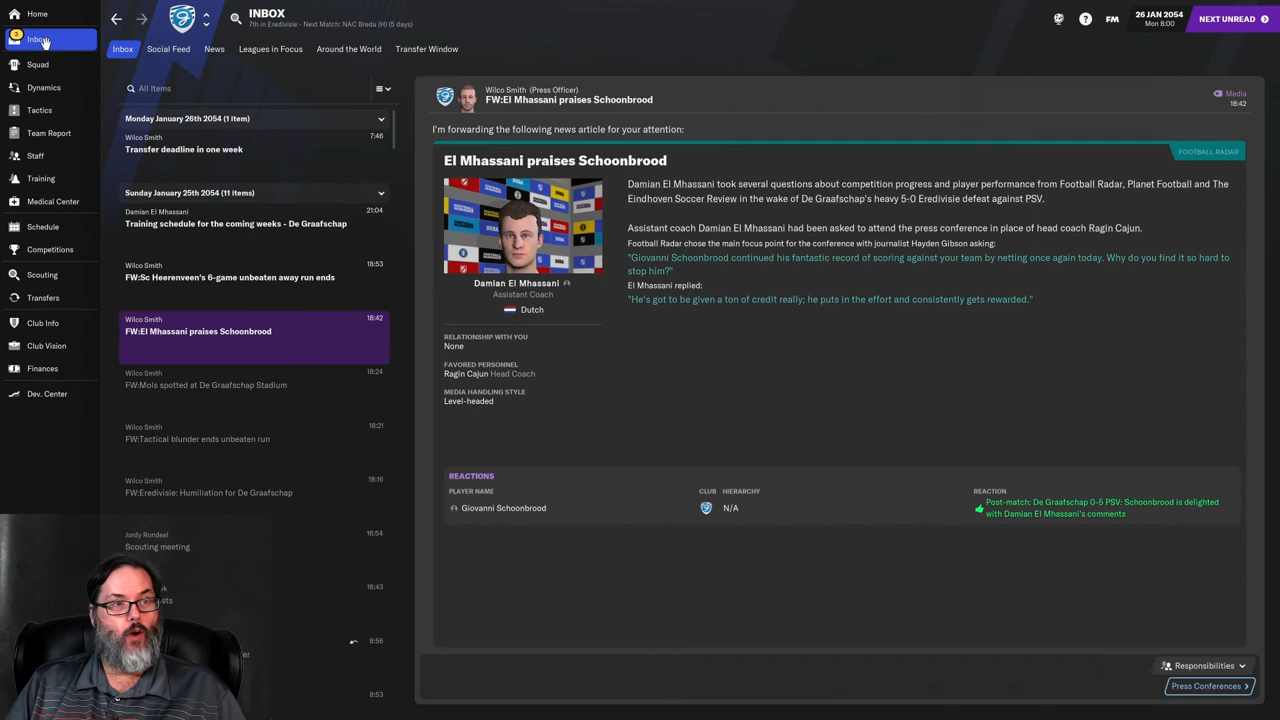 Home
3
Inbox
Squad
Dynamics
Tactics
Team Report
Staff
Training
Medical Center
Schedule
Competitions
Scouting
Transfers
Club Info
Club Vision
Finances
Dev. Center
INBOX
7th in Eredivisie - Next Match: NAC Breda (H) (5 days)
FM
26 JAN 2054
Mon 8:00
NEXT UNREAD
Inbox
Social Feed
News
Leagues in Focus
Around the World
Transfer Window
All Items
Monday January 26th 2054 (1 item)
Wilco Smith
7:46
Transfer deadline in one week
Sunday January 25th 2054 (11 items)
Damian El Mhassani
21:04
Training schedule for the coming weeks - De Graafschap
Wilco Smith
18:53
FW:Sc Heerenveen's 6-game unbeaten away run ends
Wilco Smith
18:42
FW:El Mhassani praises Schoonbrood
Wilco Smith
18:24
FW:Mols spotted at De Graafschap Stadium
Wilco Smith
18:21
FW:Tactical blunder ends unbeaten run
Wilco Smith
18:16
FW:Eredivisie: Humiliation for De Graafschap
Jordy Rondeel
16:54
Scouting meeting
16:43
8:56
8:53
Wilco Smith (Press Officer)
FW:El Mhassani praises Schoonbrood
Media
18:42
I'm forwarding the following news article for your attention:
El Mhassani praises Schoonbrood
FOOTBALL RADAR
Damian El Mhassani
Assistant Coach
Dutch
RELATIONSHIP WITH YOU
None
FAVORED PERSONNEL
Ragin Cajun Head Coach
MEDIA HANDLING STYLE
Level-headed
Damian El Mhassani took several questions about competition progress and player performance from Football Radar, Planet Football and The
Eindhoven Soccer Review in the wake of De Graafschap's heavy 5-0 Eredivisie defeat against PSV.
Assistant coach Damian El Mhassani had been asked to attend the press conference in place of head coach Ragin Cajun.
Football Radar chose the main focus point for the conference with journalist Hayden Gibson asking:
"Giovanni Schoonbrood continued his fantastic record of scoring against your team by netting once again today. Why do you find it so hard to
stop him?"
El Mhassani replied:
"He's got to be given a ton of credit really; he puts in the effort and consistently gets rewarded."
REACTIONS
PLAYER NAME
CLUB
HIERARCHY
REACTION
Giovanni Schoonbrood
N/A
Post-match: De Graafschap 0-5 PSV: Schoonbrood is delighted
with Damian El Mhassani's comments
Responsibilities
Press Conferences